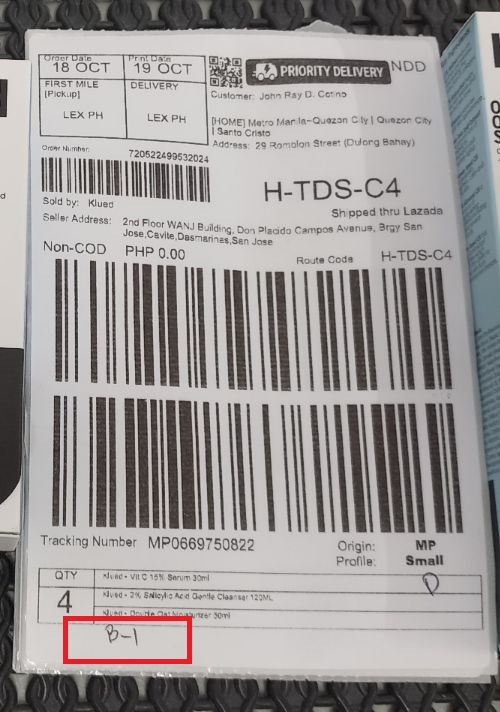 Order Date
18 OCT
Print Date
19 OCT
PRIORITY DELIVERY NDD
FIRST MILE
[Pickup]
LEX PH
DELIVERY
LEX PH
Customer: John Ray D. Cotino
[HOME] Metro Manila-Quezon City | Quezon City
| Santo Cristo
Address: 29 Romblon Street (Dulong Bahay)
Order Number:
720522499532024
H-TDS-C4
Shipped thru Lazada
Sold by: Klued
Seller Address: 2nd Floor WANJ Building, Don Placido Campos Avenue, Brgy San
Jose,Cavite,Dasmarinas,San Jose
Non-COD PHP 0.00
Route Code H-TDS-C4
Tracking Number MP0669750822
Origin: MP
Profile: Small
QTY
4
Klued - Vit C 15% Serum 30ml
Klued - 2% Salicylic Acid Gentle Cleanser 120ML
Klued - Double Gel Moisturizer 30ml
B-1